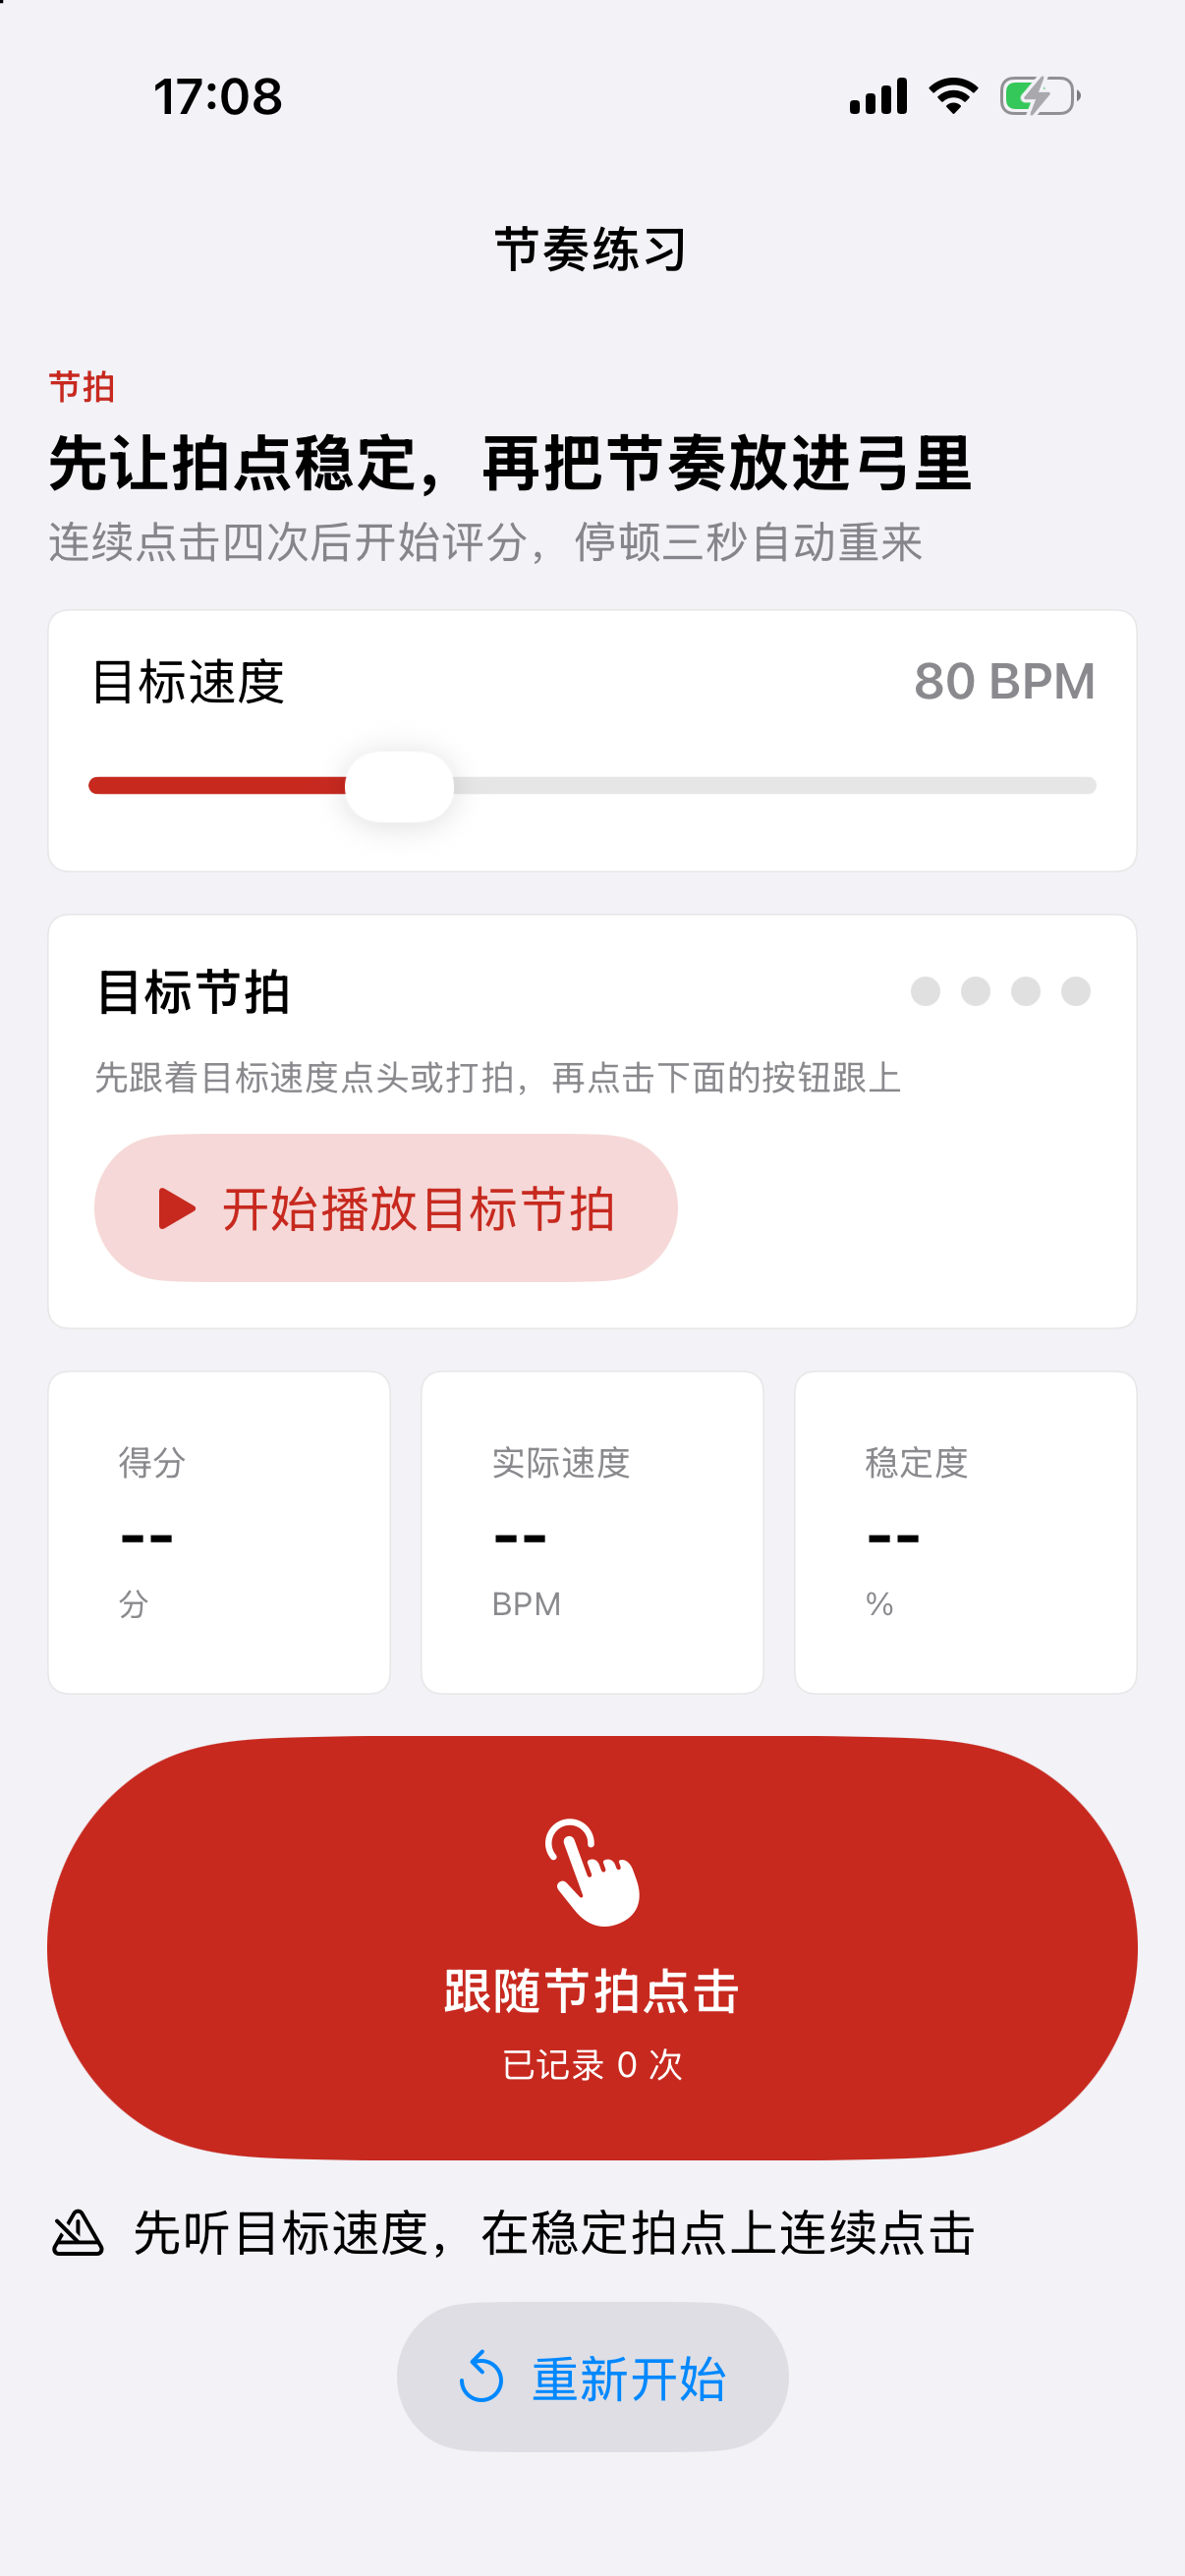 17:08
节奏练习
节拍
先让拍点稳定，再把节奏放进弓里
连续点击四次后开始评分，停顿三秒自动重来
目标速度
80 BPM
目标节拍
先跟着目标速度点头或打拍，再点击下面的按钮跟上
开始播放目标节拍
得分
--
分
实际速度
--
BPM
稳定度
--
%
跟随节拍点击
已记录 0 次
先听目标速度，在稳定拍点上连续点击
重新开始